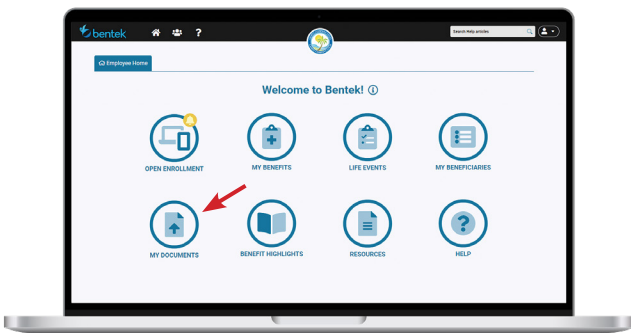 bentek
?
Search Help articles
Employee Home
Welcome to Bentek!
OPEN ENROLLMENT
MY BENEFITS
LIFE EVENTS
MY BENEFICIARIES
MY DOCUMENTS
BENEFIT HIGHLIGHTS
RESOURCES
?
HELP